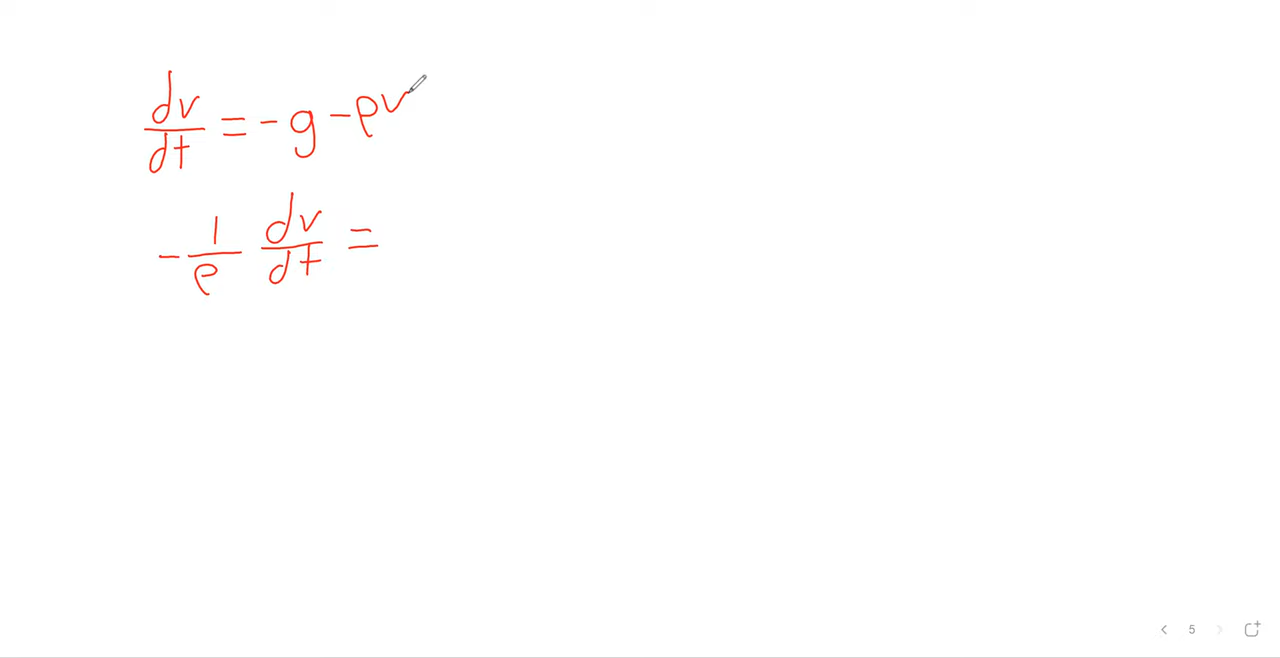 dv/dt = -g - ρv
-1/ρ dv/dt =
5